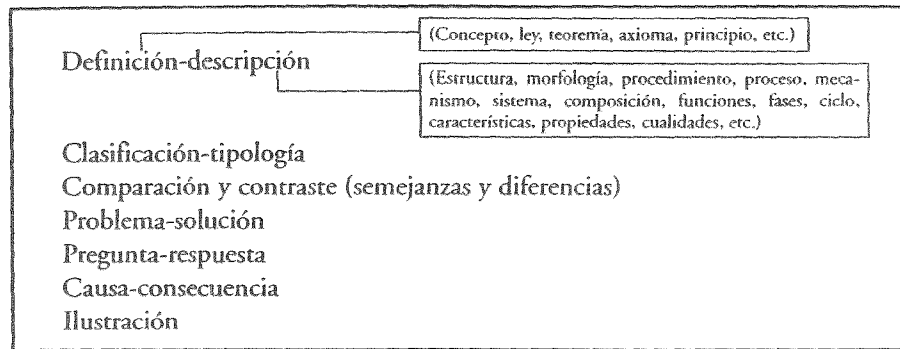 (Concepto, ley, teorema, axioma, principio, etc.)
Definición-descripción
(Estructura, morfología, procedimiento, proceso, meca-
nismo, sistema, composición, funciones, fases, ciclo,
características, propiedades, cualidades, etc.)
Clasificación-tipología
Comparación y contraste (semejanzas y diferencias)
Problema-solución
Pregunta-respuesta
Causa-consecuencia
Ilustración